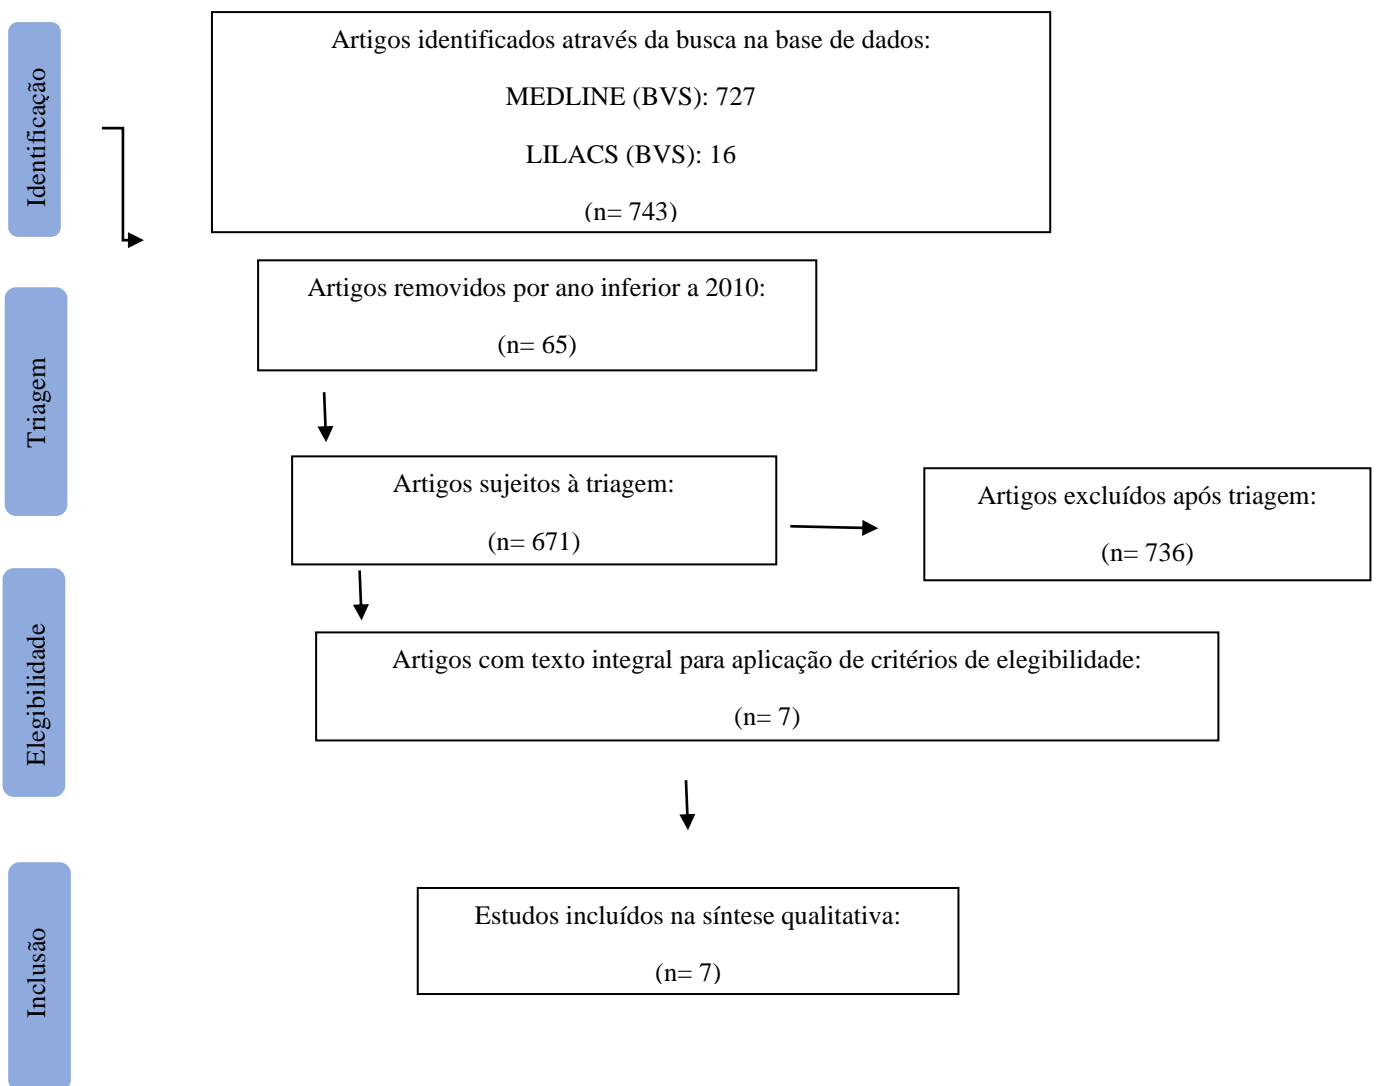 Identificação
Artigos identificados através da busca na base de dados:
MEDLINE (BVS): 727
LILACS (BVS): 16
(n= 743)
Triagem
Artigos removidos por ano inferior a 2010:
(n= 65)
Artigos sujeitos à triagem:
(n= 671)
Artigos excluídos após triagem:
(n= 736)
Elegibilidade
Artigos com texto integral para aplicação de critérios de elegibilidade:
(n= 7)
Inclusão
Estudos incluídos na síntese qualitativa:
(n= 7)